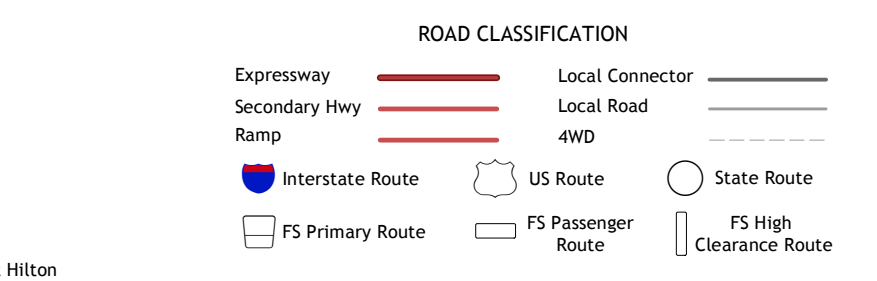 ROAD CLASSIFICATION
Expressway
Local Connector
Secondary Hwy
Local Road
Ramp
4WD
Interstate Route
US Route
State Route
FS Primary Route
FS Passenger
Route
FS High
Clearance Route
Hilton